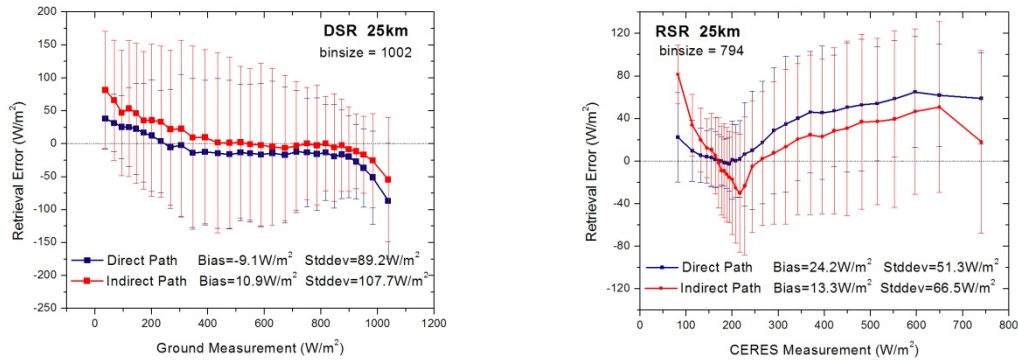 DSR 25km
binsize = 1002
200
150
100
50
0
-50
-100
-150
-200
-250
Retrieval Error (W/m²)
Direct Path Bias=-9.1W/m² Stddev=89.2W/m²
Indirect Path Bias=10.9W/m² Stddev=107.7W/m²
0 200 400 600 800 1000 1200
Ground Measurement (W/m²)
RSR 25km
binsize = 794
120
80
40
0
-40
-80
-120
Retrieval Error (W/m²)
Direct Path Bias=24.2W/m² Stddev=51.3W/m²
Indirect Path Bias=13.3W/m² Stddev=66.5W/m²
0 100 200 300 400 500 600 700 800
CERES Measurement (W/m²)